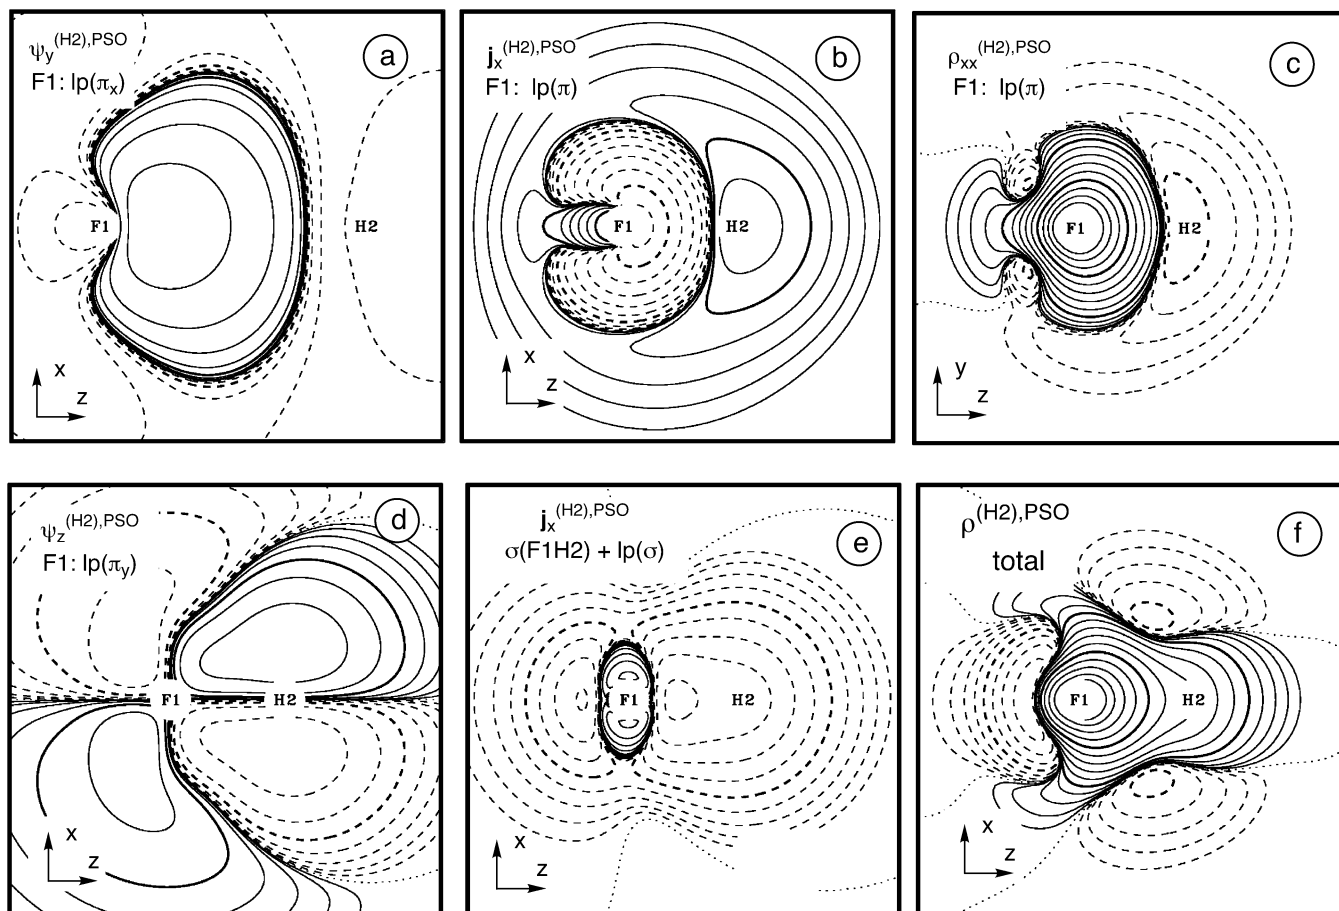 ψy(H2),PSO
F1: lp(πx)
a
F1
H2
x
z
jx(H2),PSO
F1: lp(π)
b
F1
H2
x
z
ρxx(H2),PSO
F1: lp(π)
c
F1
H2
y
z
ψz(H2),PSO
F1: lp(πy)
d
F1
H2
x
z
jx(H2),PSO
σ(F1H2) + lp(σ)
e
F1
H2
x
z
ρ(H2),PSO
total
f
F1
H2
x
z